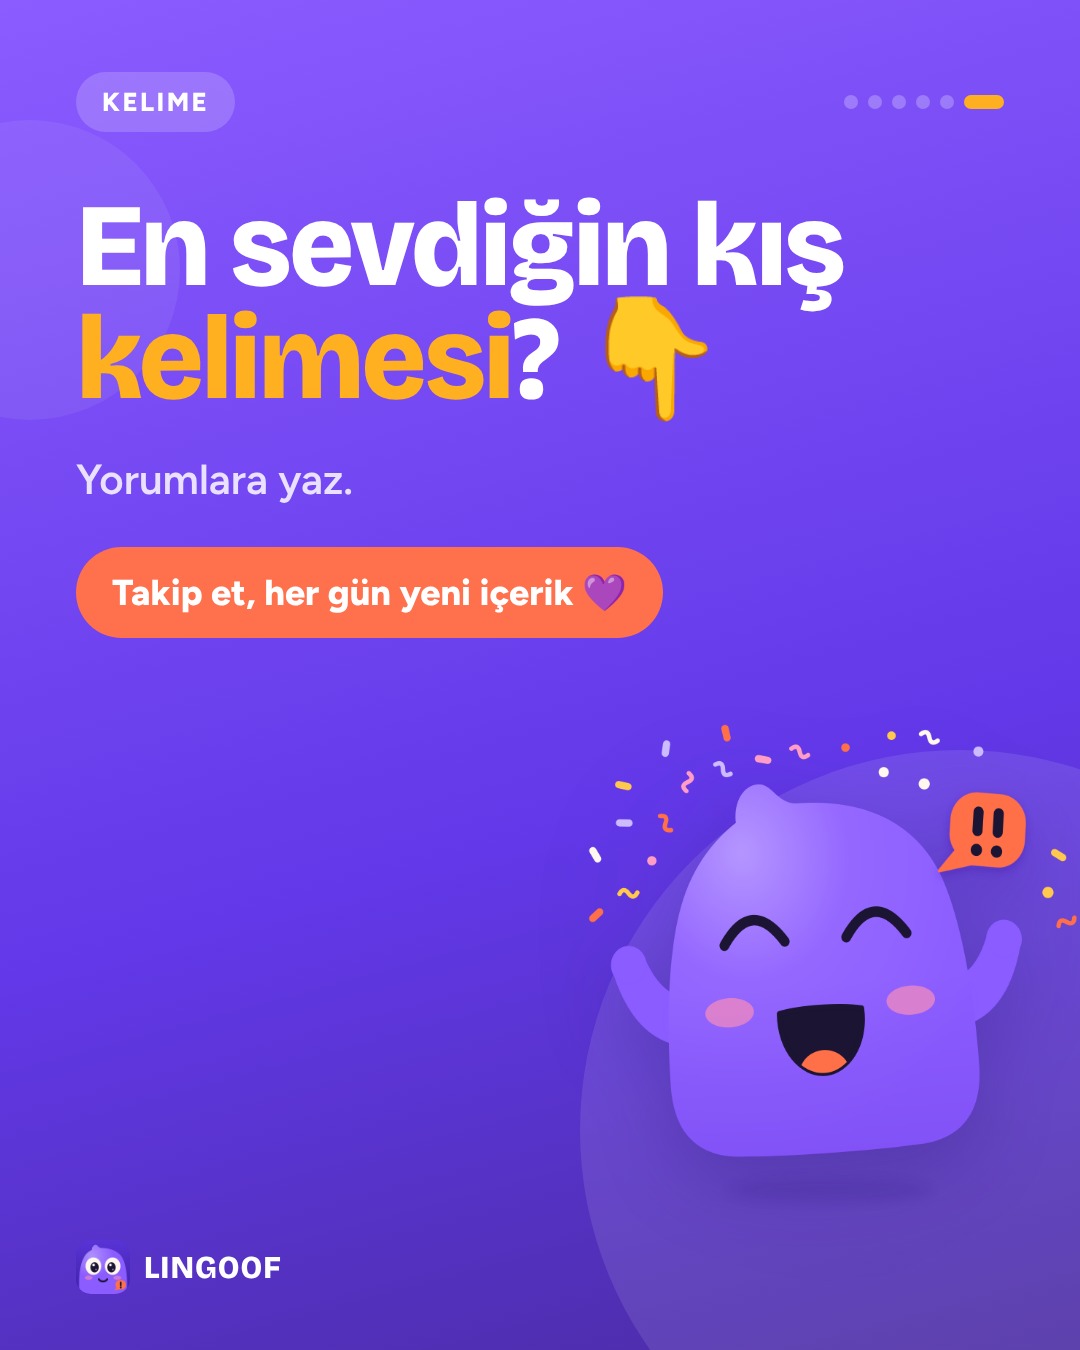 KELIME
En sevdiğin kış
kelimesi? 👇
Yorumlara yaz.
Takip et, her gün yeni içerik 💜
!!
LINGOOF